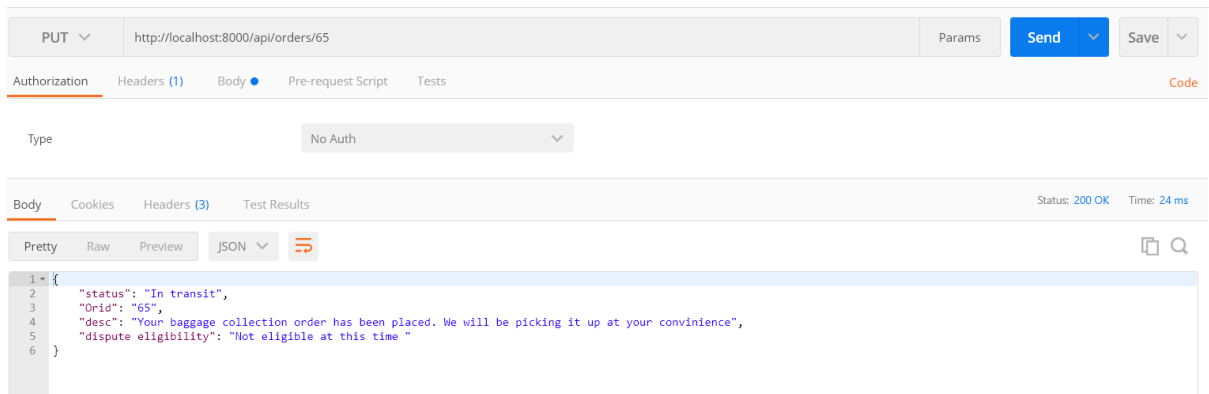 PUT http://localhost:8000/api/orders/65 Params Send Save
Authorization Headers (1) Body Pre-request Script Tests Code
Type No Auth
Body Cookies Headers (3) Test Results Status: 200 OK Time: 24 ms
Pretty Raw Preview JSON
1 {
2 "status": "In transit",
3 "Orid": "65",
4 "desc": "Your baggage collection order has been placed. We will be picking it up at your convinience",
5 "dispute eligibility": "Not eligible at this time "
6 }